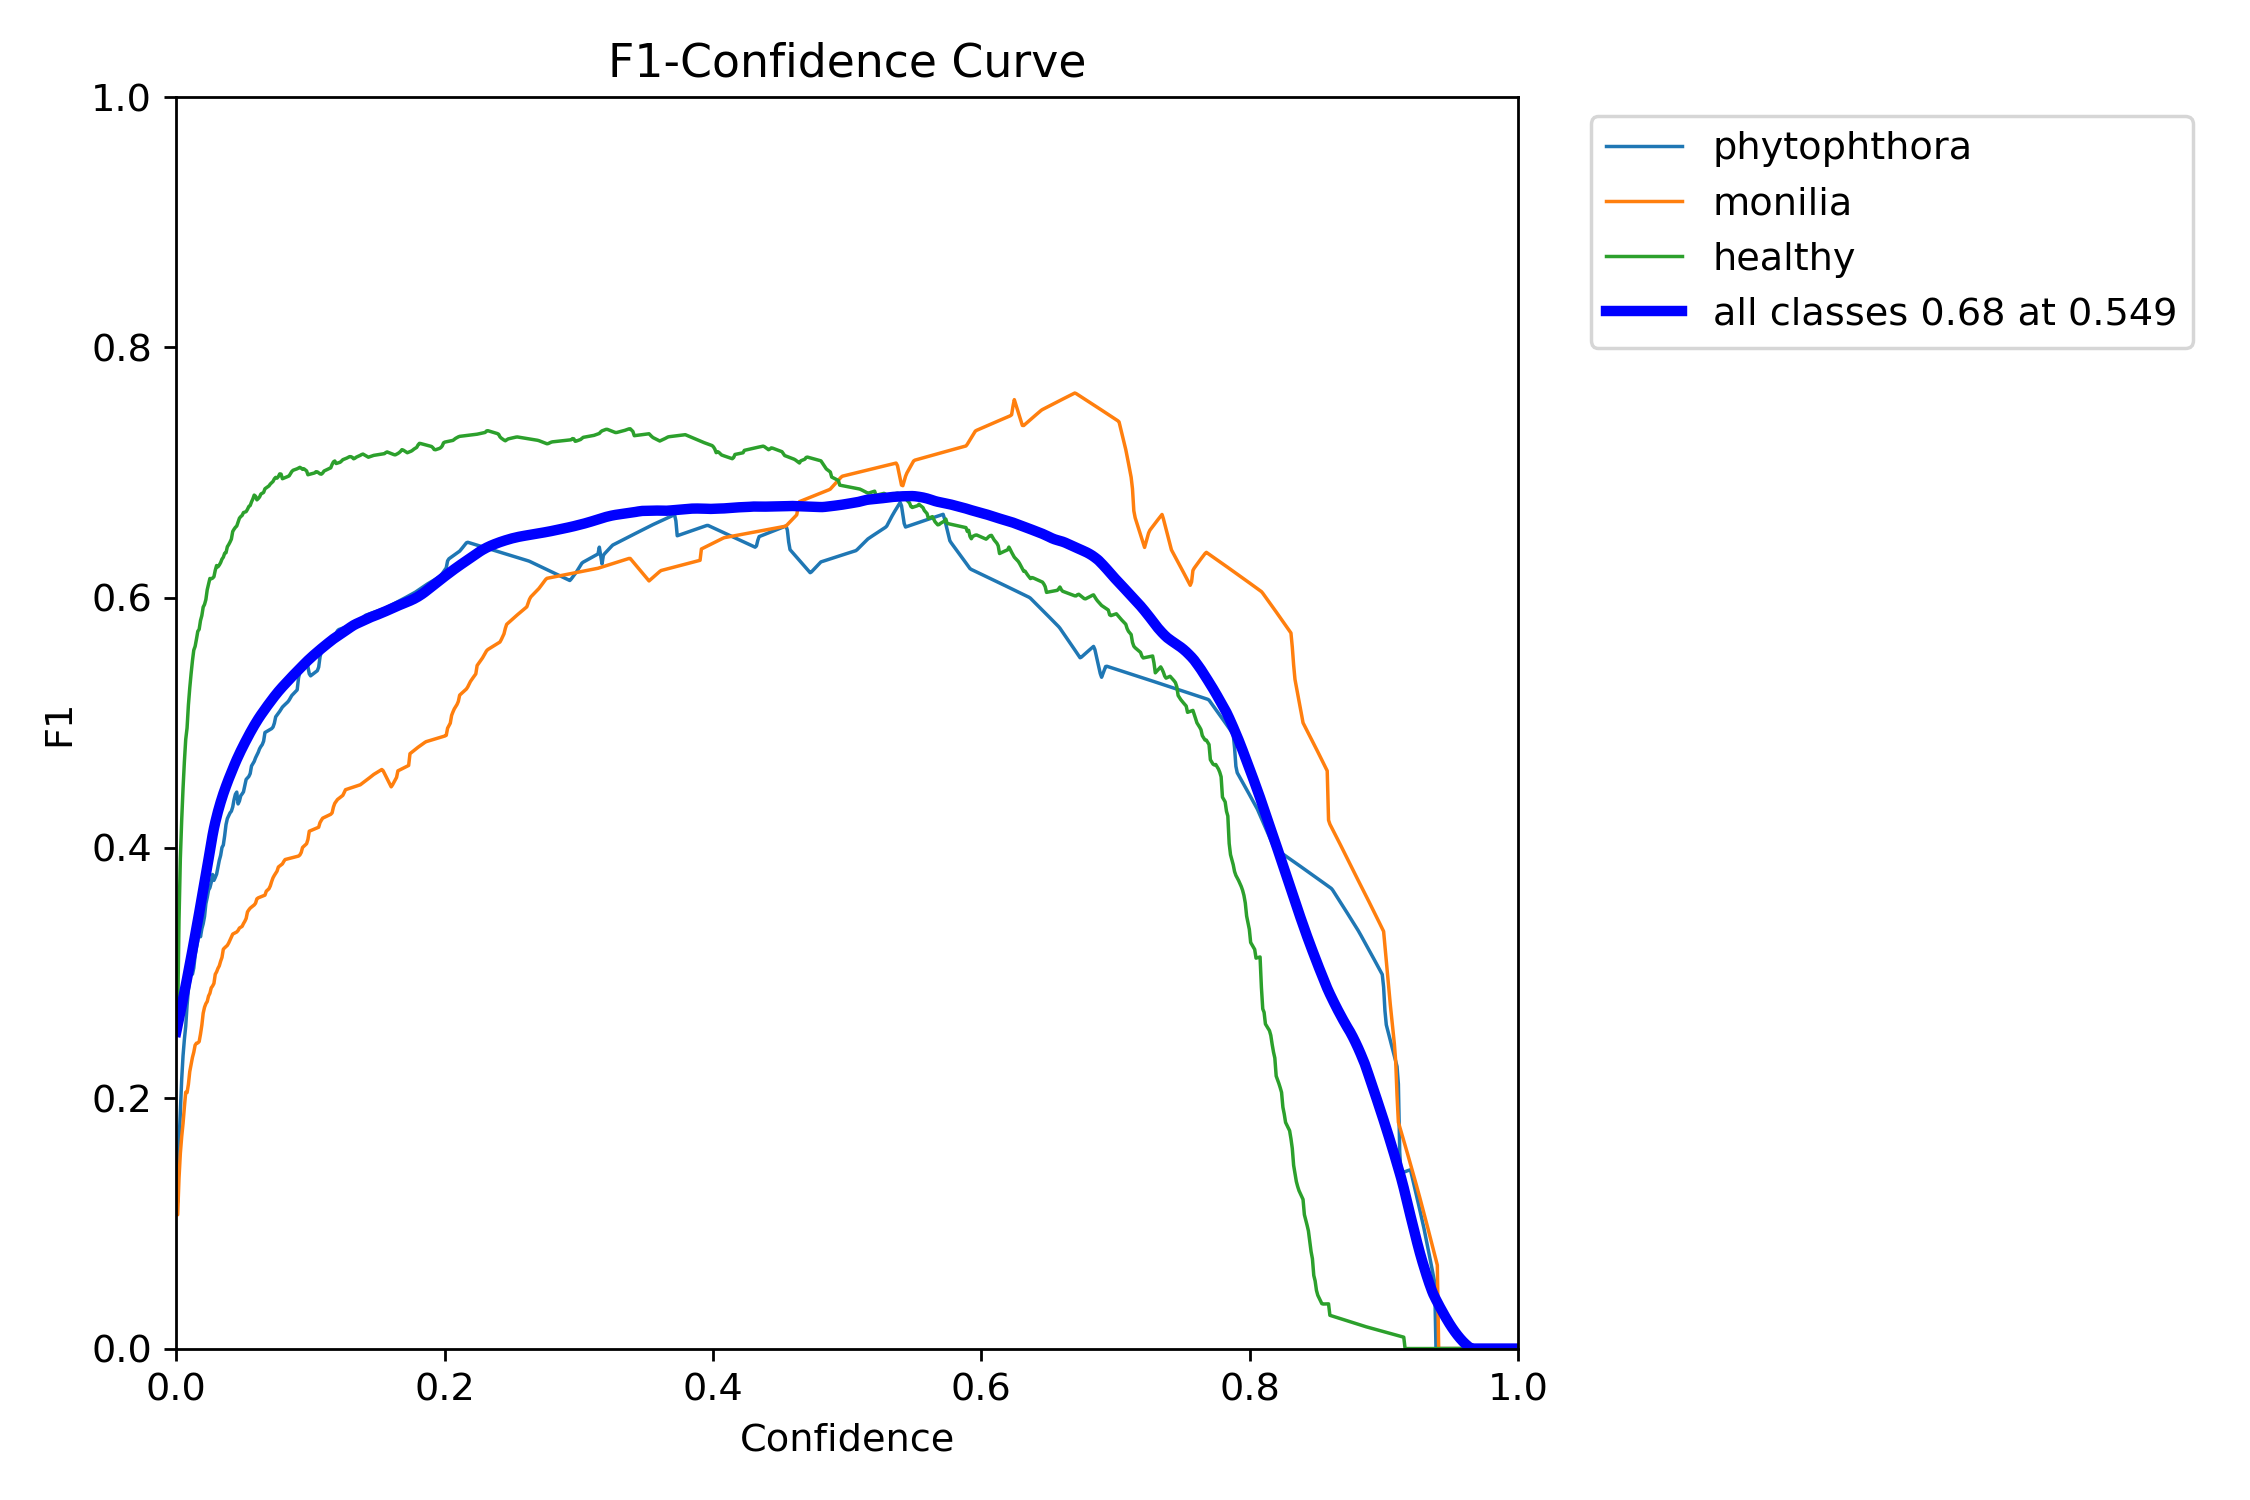 F1-Confidence Curve
1.0
0.8
0.6
0.4
0.2
0.0
F1
0.0 0.2 0.4 0.6 0.8 1.0
Confidence
phytophthora
monilia
healthy
all classes 0.68 at 0.549